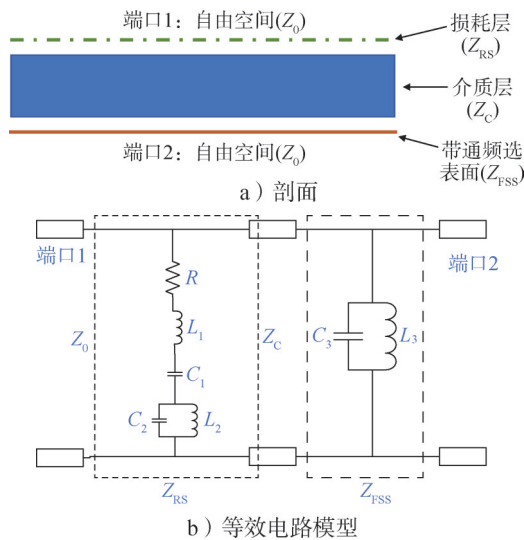 端口1：自由空间(Z0)
损耗层
(ZRS)
介质层
(ZC)
端口2：自由空间(Z0)
带通频选
表面(ZFSS)
a）剖面
端口1
端口2
R
L1
Z0
ZC
C3
L3
C1
C2
L2
ZRS
ZFSS
b）等效电路模型